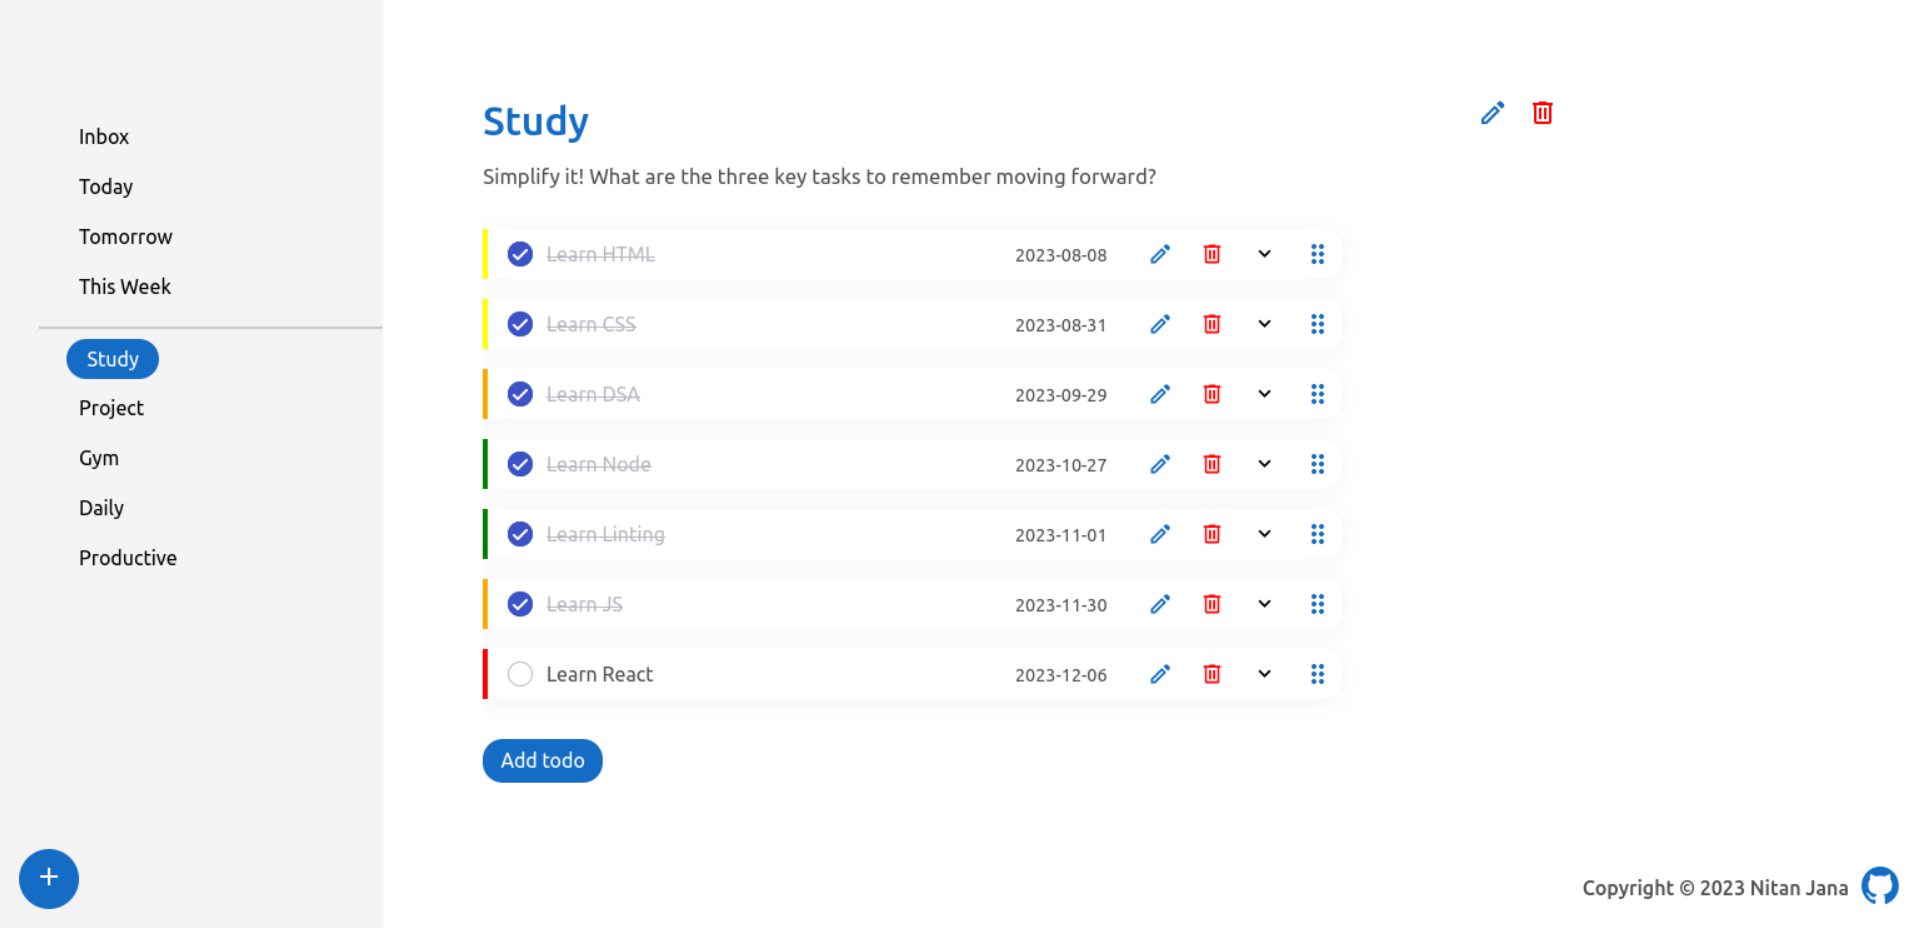 Inbox
Today
Tomorrow
This Week
Study
Project
Gym
Daily
Productive
Study
Simplify it! What are the three key tasks to remember moving forward?
Learn HTML 2023-08-08
Learn CSS 2023-08-31
Learn DSA 2023-09-29
Learn Node 2023-10-27
Learn Linting 2023-11-01
Learn JS 2023-11-30
Learn React 2023-12-06
Add todo
Copyright © 2023 Nitan Jana